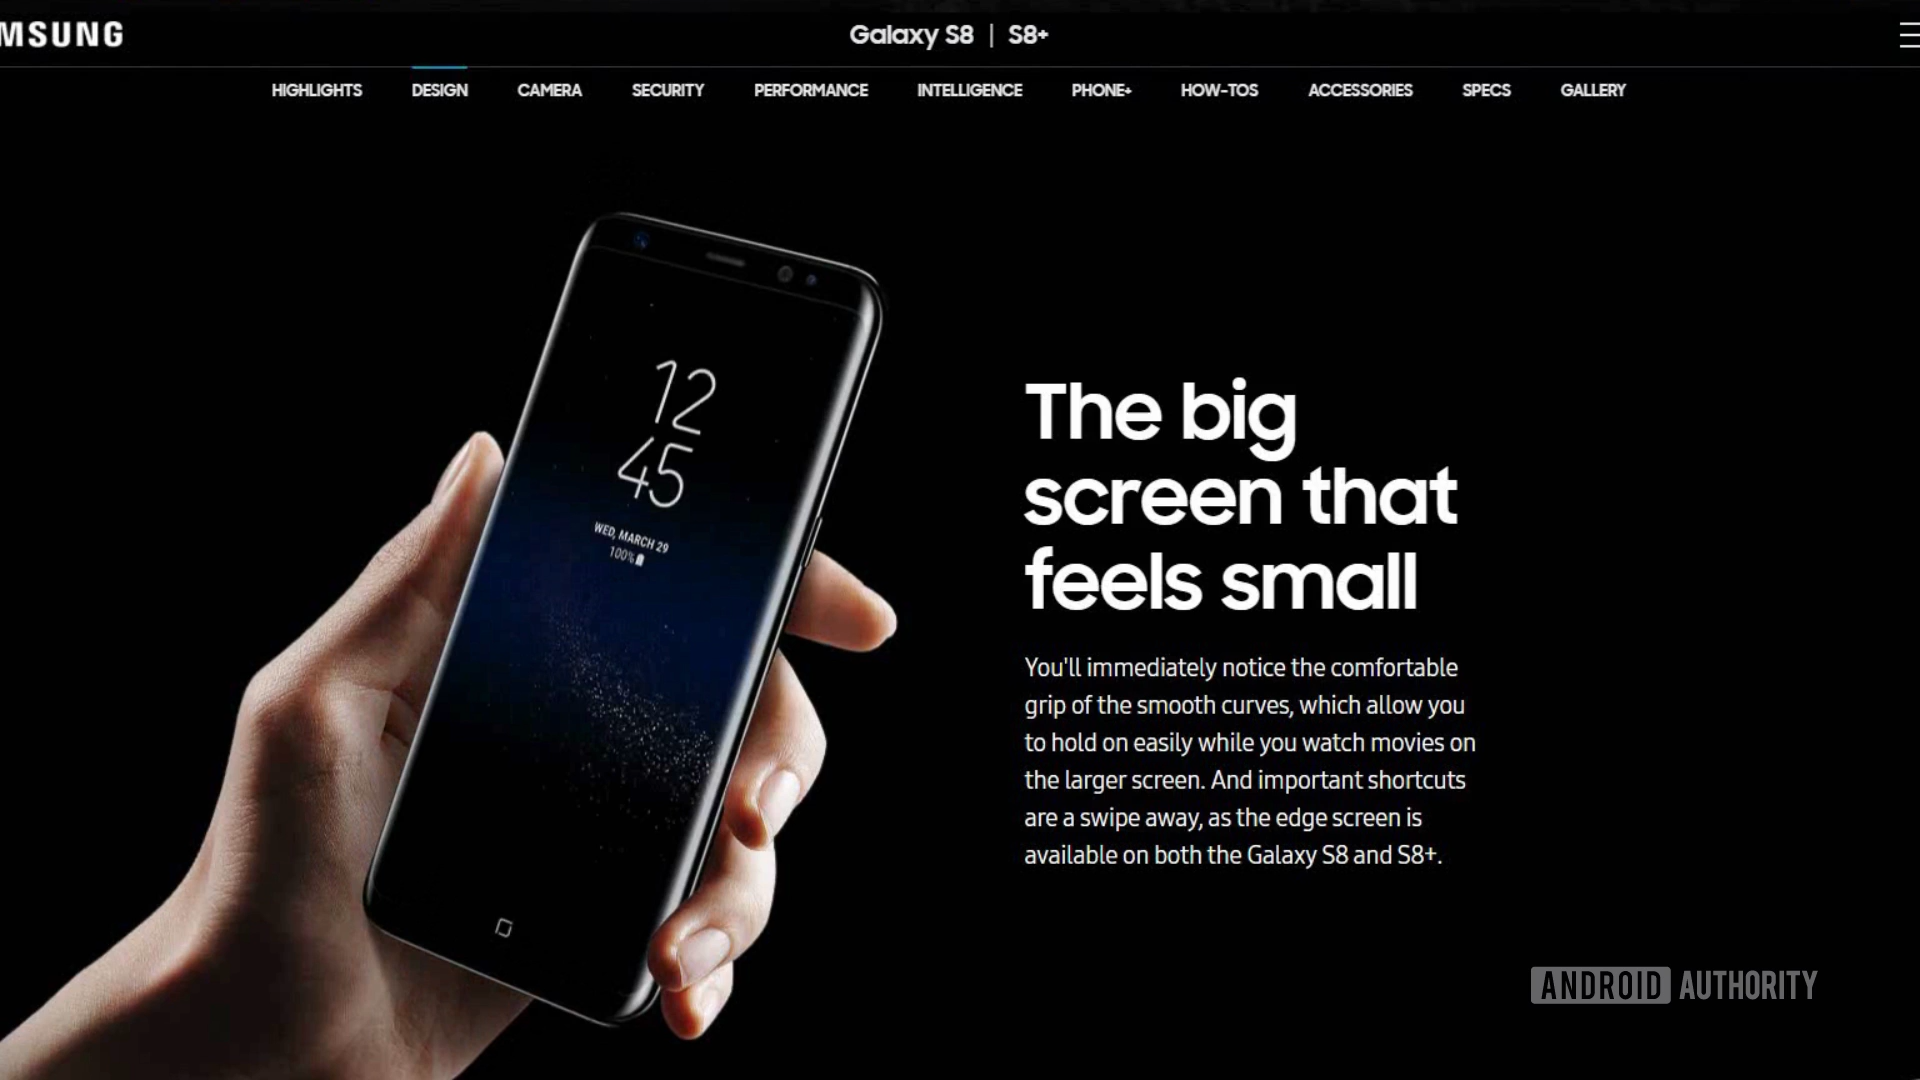 MSUNG
Galaxy S8 | S8+
HIGHLIGHTS DESIGN CAMERA SECURITY PERFORMANCE INTELLIGENCE PHONE+ HOW-TOS ACCESSORIES SPECS GALLERY
12
45
WED, MARCH 29
100%
The big
screen that
feels small
You'll immediately notice the comfortable
grip of the smooth curves, which allow you
to hold on easily while you watch movies on
the larger screen. And important shortcuts
are a swipe away, as the edge screen is
available on both the Galaxy S8 and S8+.
ANDROID AUTHORITY